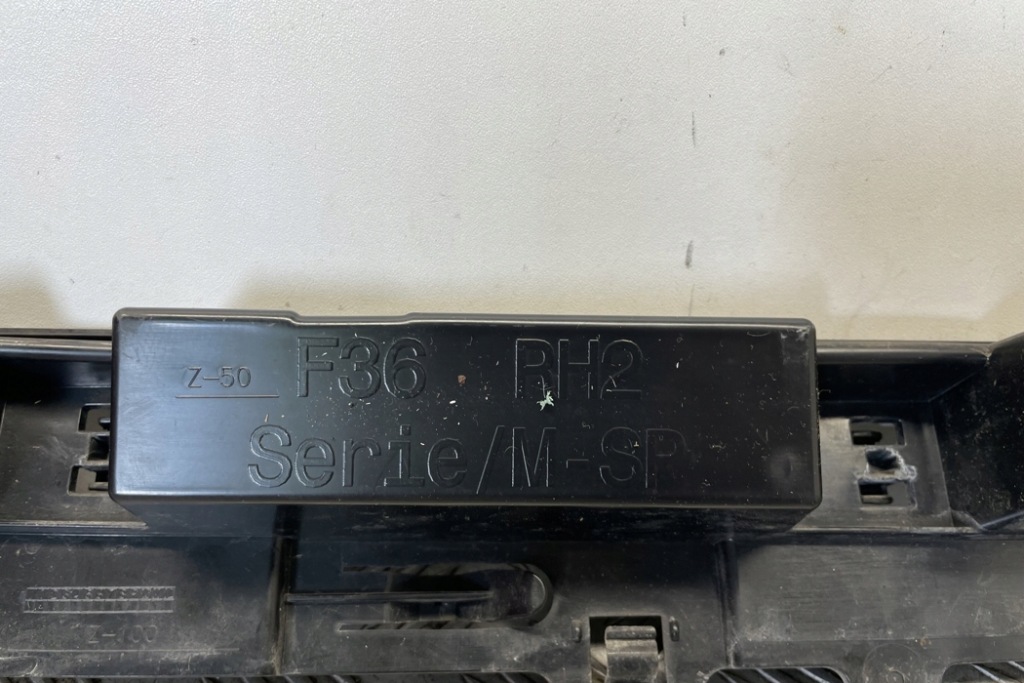 Z-50 F36 RH2
Serie/M-SP
Z-100